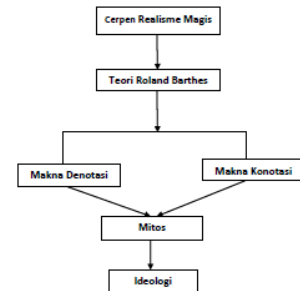 Cerpen Realisme Magis
Teori Roland Barthes
Makna Denotasi
Makna Konotasi
Mitos
Ideologi